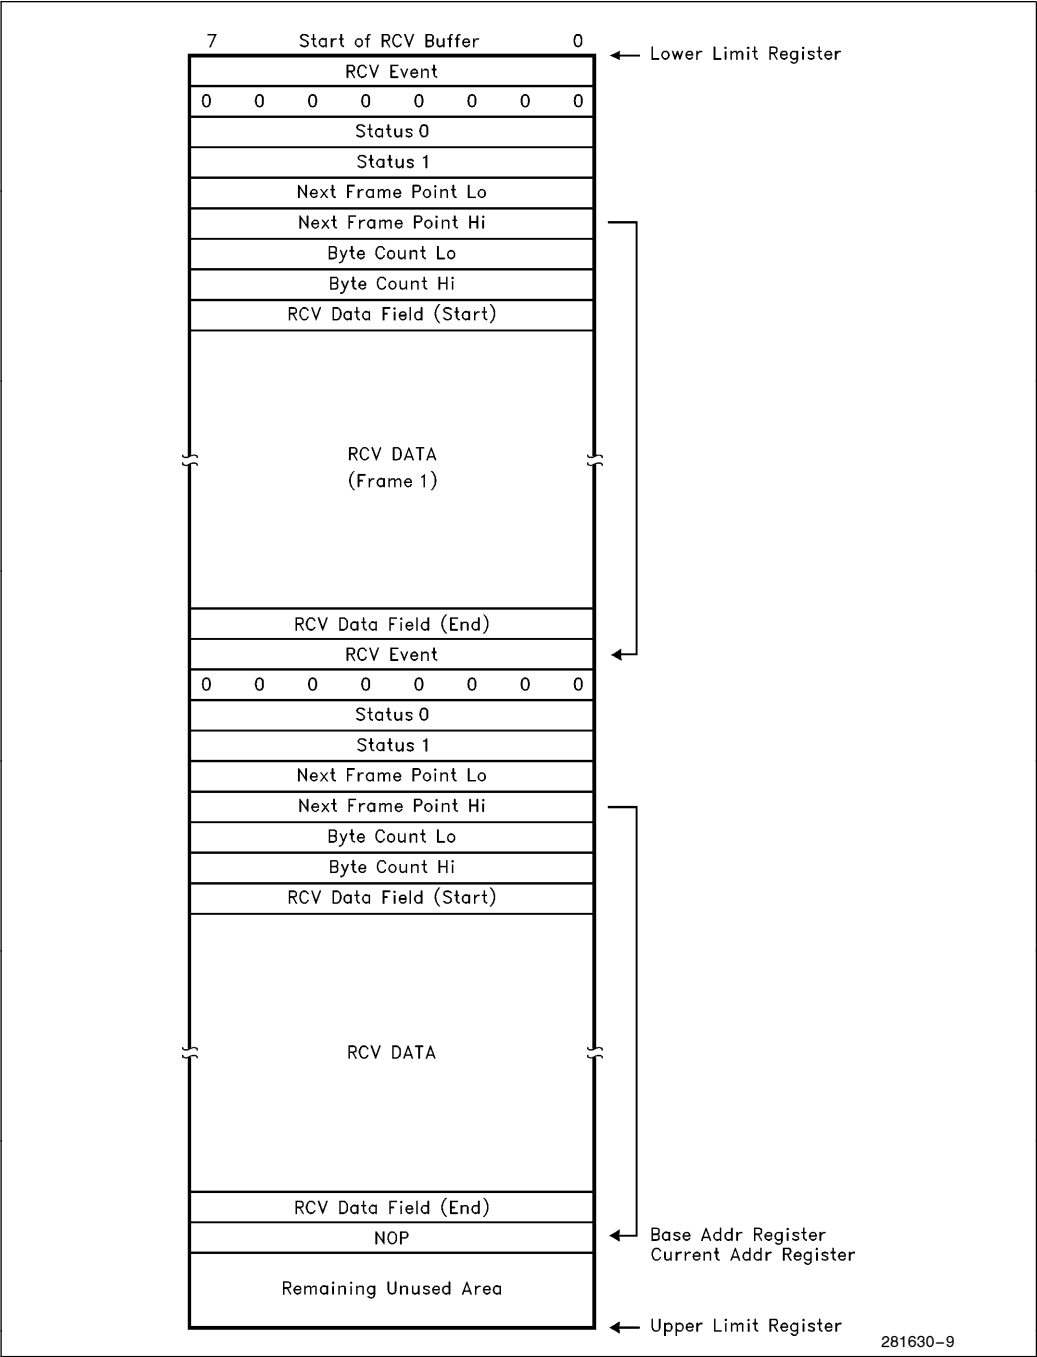 7 Start of RCV Buffer 0
Lower Limit Register
RCV Event
0 0 0 0 0 0 0 0
Status 0
Status 1
Next Frame Point Lo
Next Frame Point Hi
Byte Count Lo
Byte Count Hi
RCV Data Field (Start)
RCV DATA
(Frame 1)
RCV Data Field (End)
RCV Event
0 0 0 0 0 0 0 0
Status 0
Status 1
Next Frame Point Lo
Next Frame Point Hi
Byte Count Lo
Byte Count Hi
RCV Data Field (Start)
RCV DATA
RCV Data Field (End)
NOP
Base Addr Register
Current Addr Register
Remaining Unused Area
Upper Limit Register
281630–9